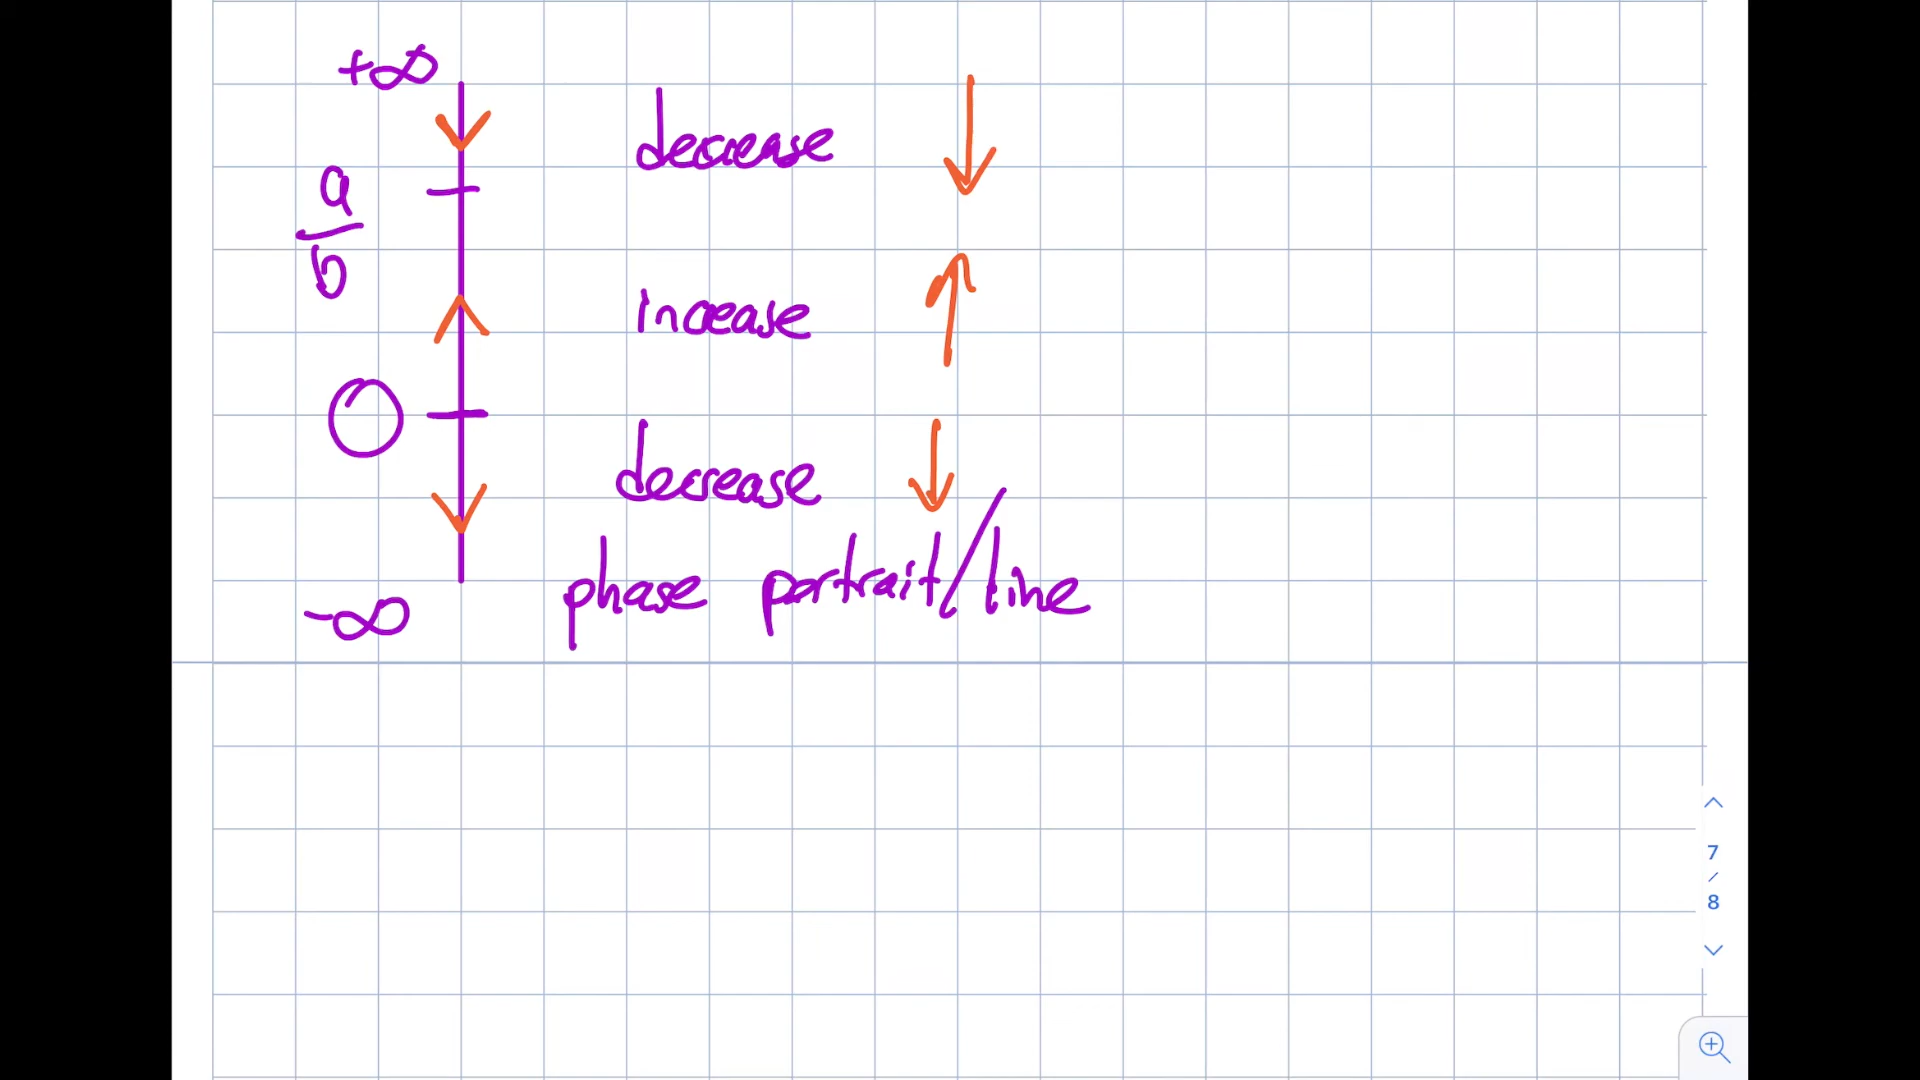 +∞
decrease
a
b
increase
0
decrease
phase portrait/line
-∞
7
/
8